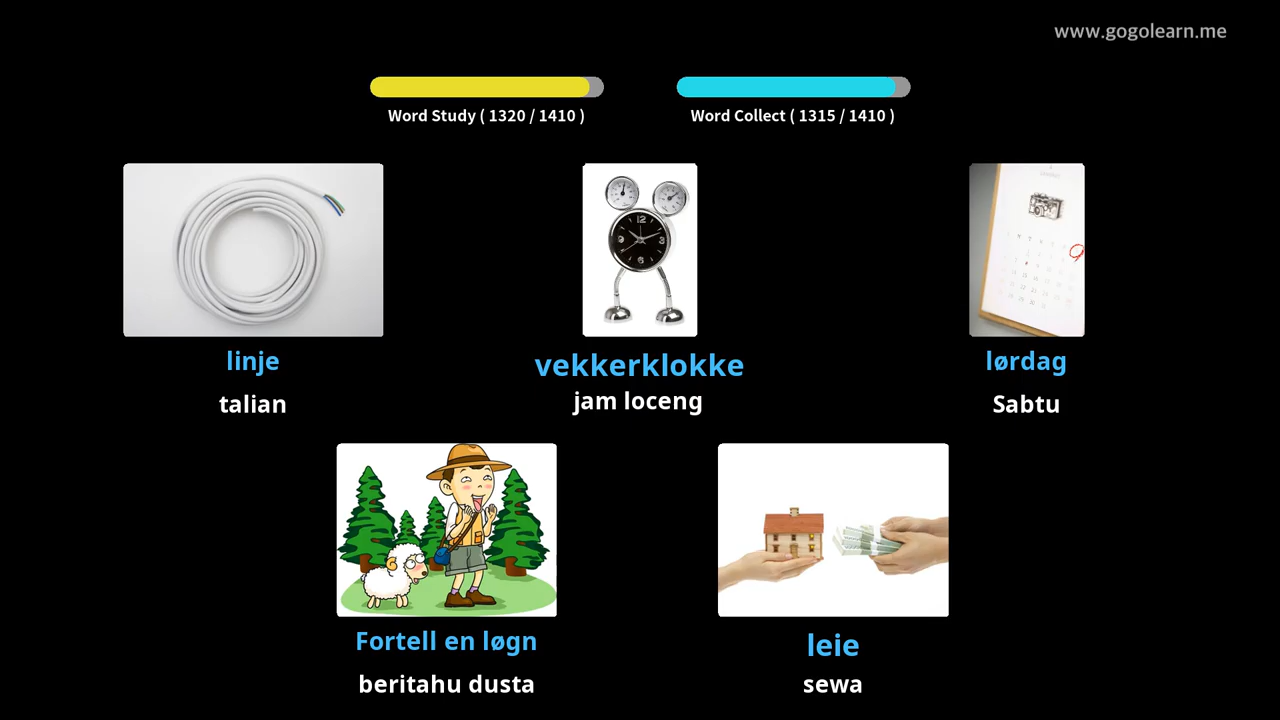 www.gogolearn.me
Word Study ( 1320 / 1410 )
Word Collect ( 1315 / 1410 )
linje
vekkerklokke
lørdag
talian
jam loceng
Sabtu
Fortell en løgn
leie
beritahu dusta
sewa